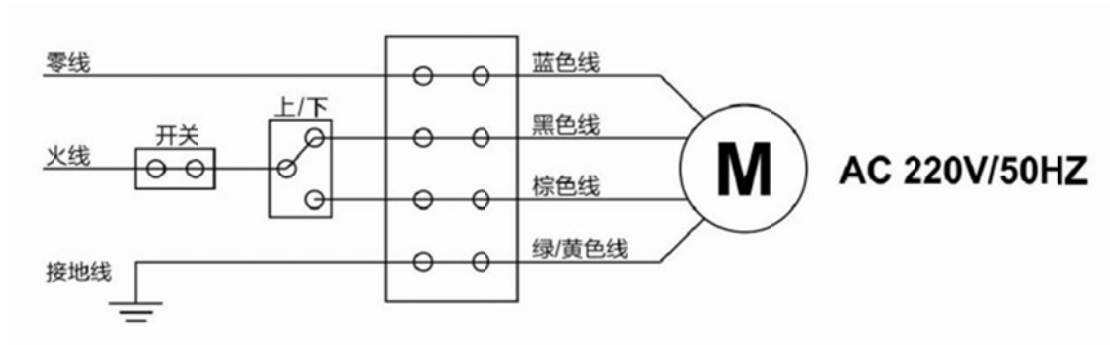 零线
蓝色线
上/下
黑色线
开关
火线
M
AC 220V/50HZ
棕色线
绿/黄色线
接地线